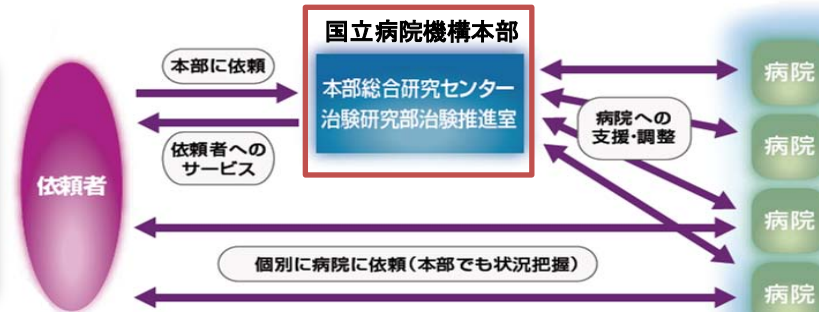 国立病院機構本部
本部に依頼
本部総合研究センター
治験研究部治験推進室
病院
病院への
支援・調整
依頼者への
サービス
病院
依頼者
病院
個別に病院に依頼（本部でも状況把握）
病院